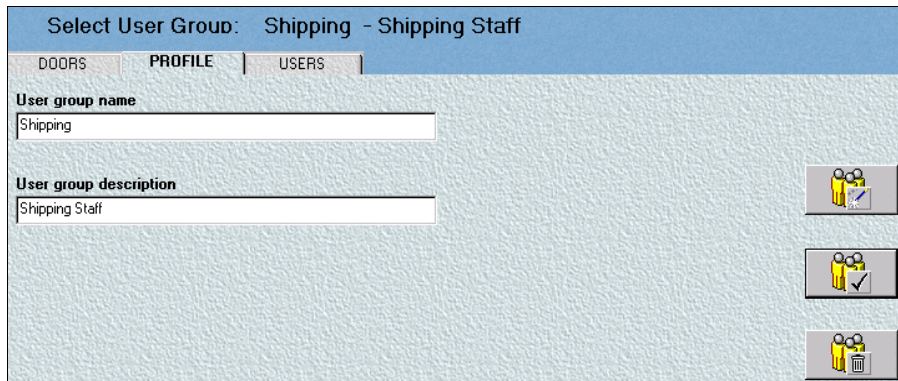 Select User Group: Shipping - Shipping Staff
DOORS PROFILE USERS
User group name
Shipping
User group description
Shipping Staff